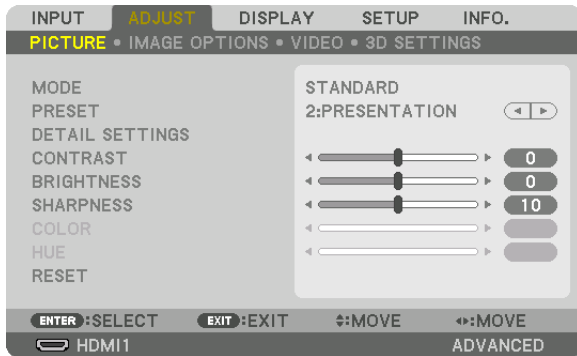 INPUT ADJUST DISPLAY SETUP INFO.
PICTURE • IMAGE OPTIONS • VIDEO • 3D SETTINGS
MODE STANDARD
PRESET 2:PRESENTATION
DETAIL SETTINGS
CONTRAST 0
BRIGHTNESS 0
SHARPNESS 10
COLOR
HUE
RESET
ENTER :SELECT EXIT :EXIT :MOVE :MOVE
HDMI1 ADVANCED